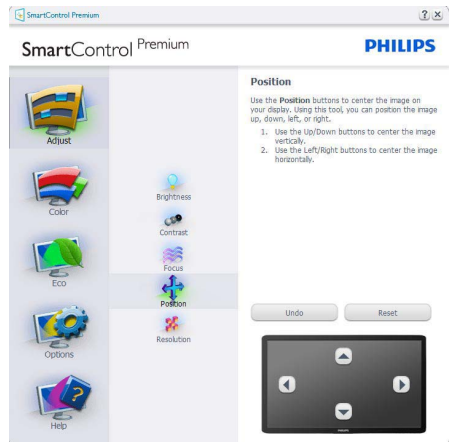 SmartControl Premium
SmartControl Premium
PHILIPS
Adjust
Color
Eco
Options
Help
Brightness
Contrast
Focus
Position
Resolution
Position
Use the Position buttons to center the image on
your display. Using this tool, you can position the image
up, down, left, or right.
1. Use the Up/Down buttons to center the image
vertically.
2. Use the Left/Right buttons to center the image
horizontally.
Undo
Reset
PHILIPS